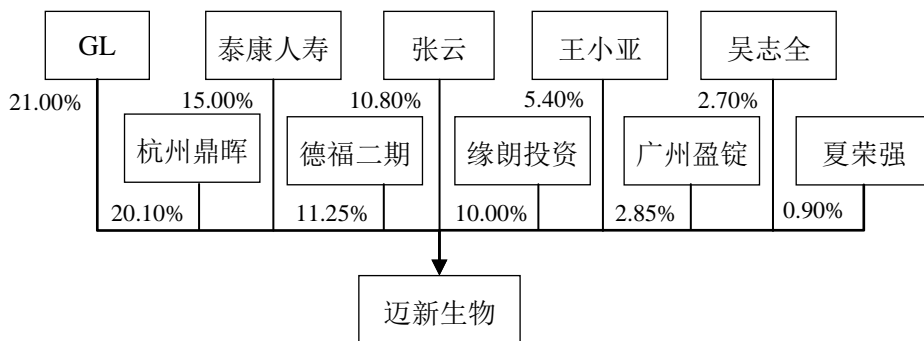 GL
泰康人寿
张云
王小亚
吴志全
21.00%
15.00%
10.80%
5.40%
2.70%
杭州鼎晖
德福二期
缘朗投资
广州盈锭
夏荣强
20.10%
11.25%
10.00%
2.85%
0.90%
迈新生物